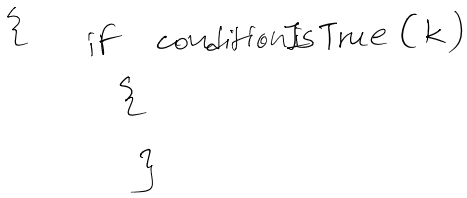 { if conditionIsTrue (k)
{
}